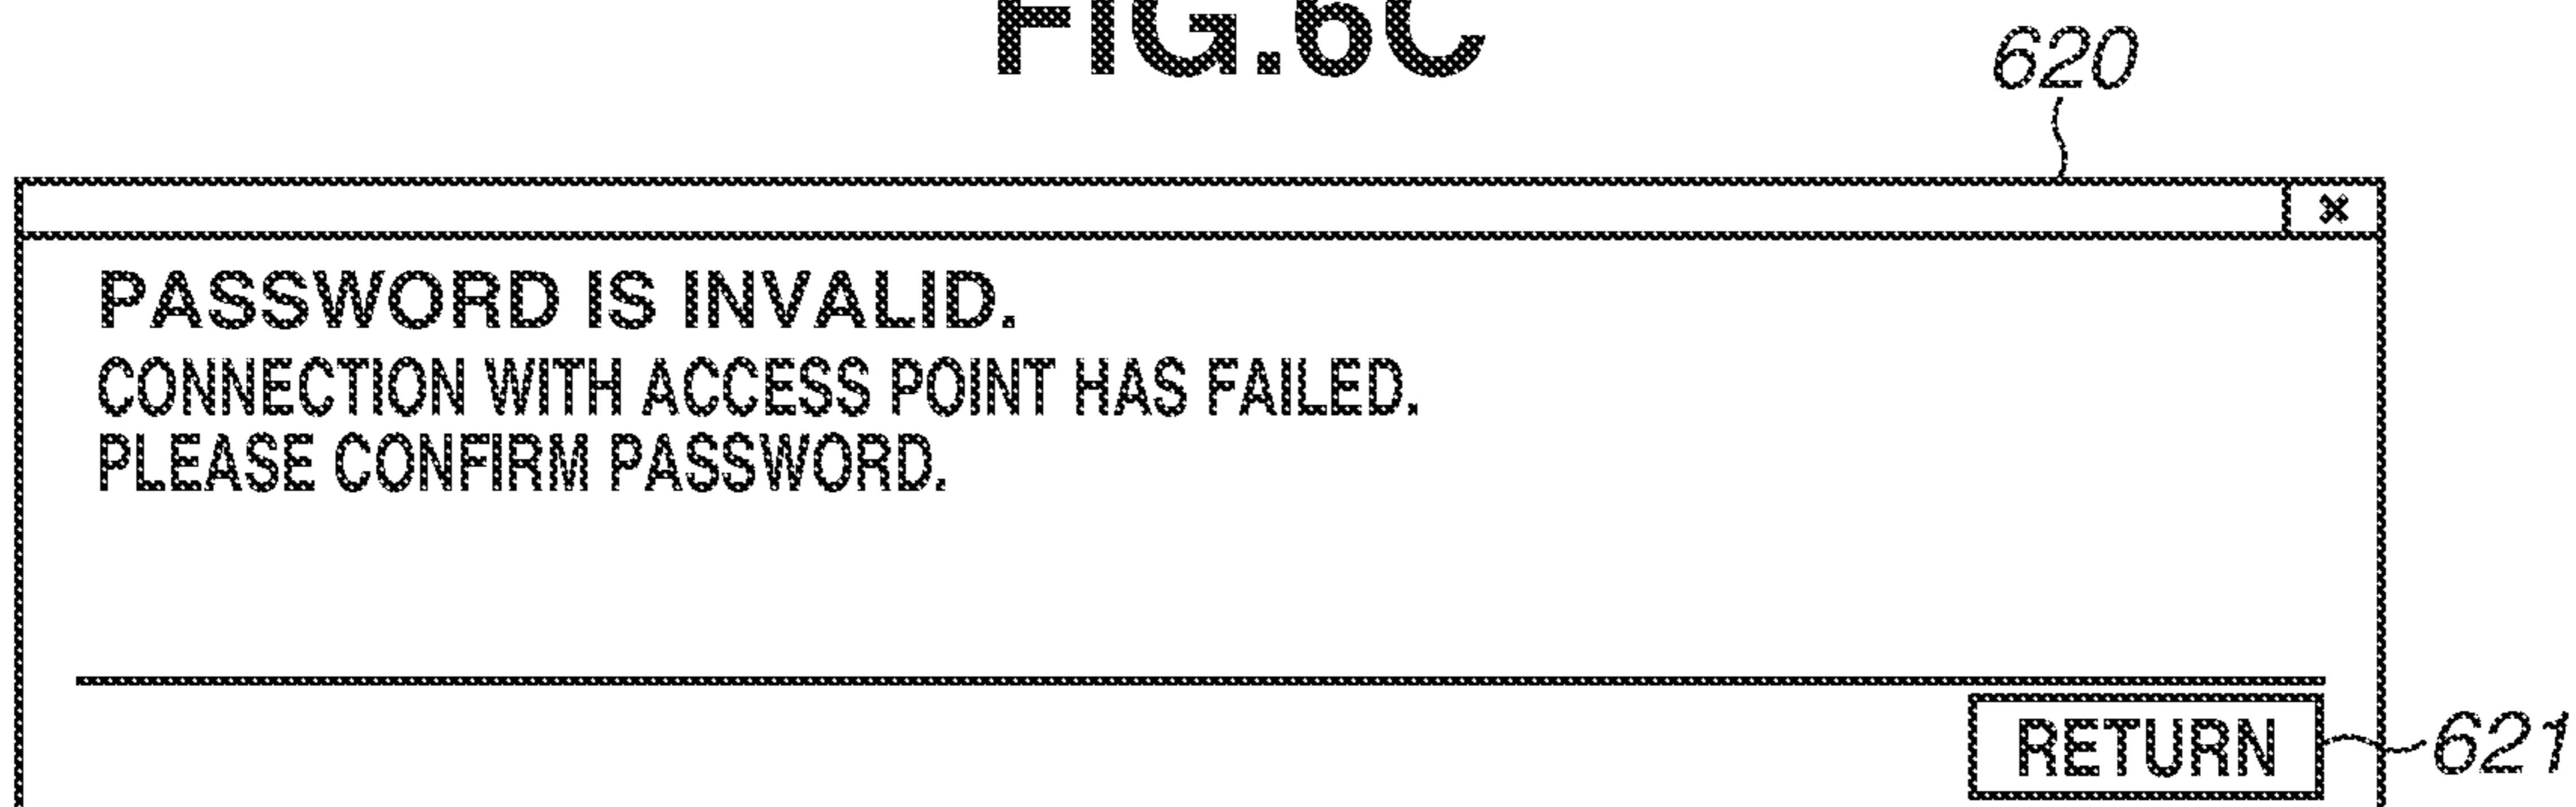 FIG.6C
620
×
PASSWORD IS INVALID.
CONNECTION WITH ACCESS POINT HAS FAILED.
PLEASE CONFIRM PASSWORD.
RETURN 621